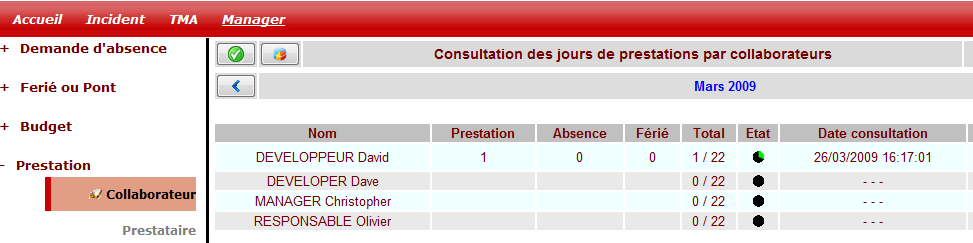 Accueil Incident TMA Manager
+ Demande d'absence
+ Ferié ou Pont
+ Budget
- Prestation
Collaborateur
Prestataire
Consultation des jours de prestations par collaborateurs
Mars 2009
Nom Prestation Absence Férié Total Etat Date consultation
DEVELOPPEUR David 1 0 0 1 / 22 26/03/2009 16:17:01
DEVELOPER Dave 0 / 22 - - -
MANAGER Christopher 0 / 22 - - -
RESPONSABLE Olivier 0 / 22 - - -